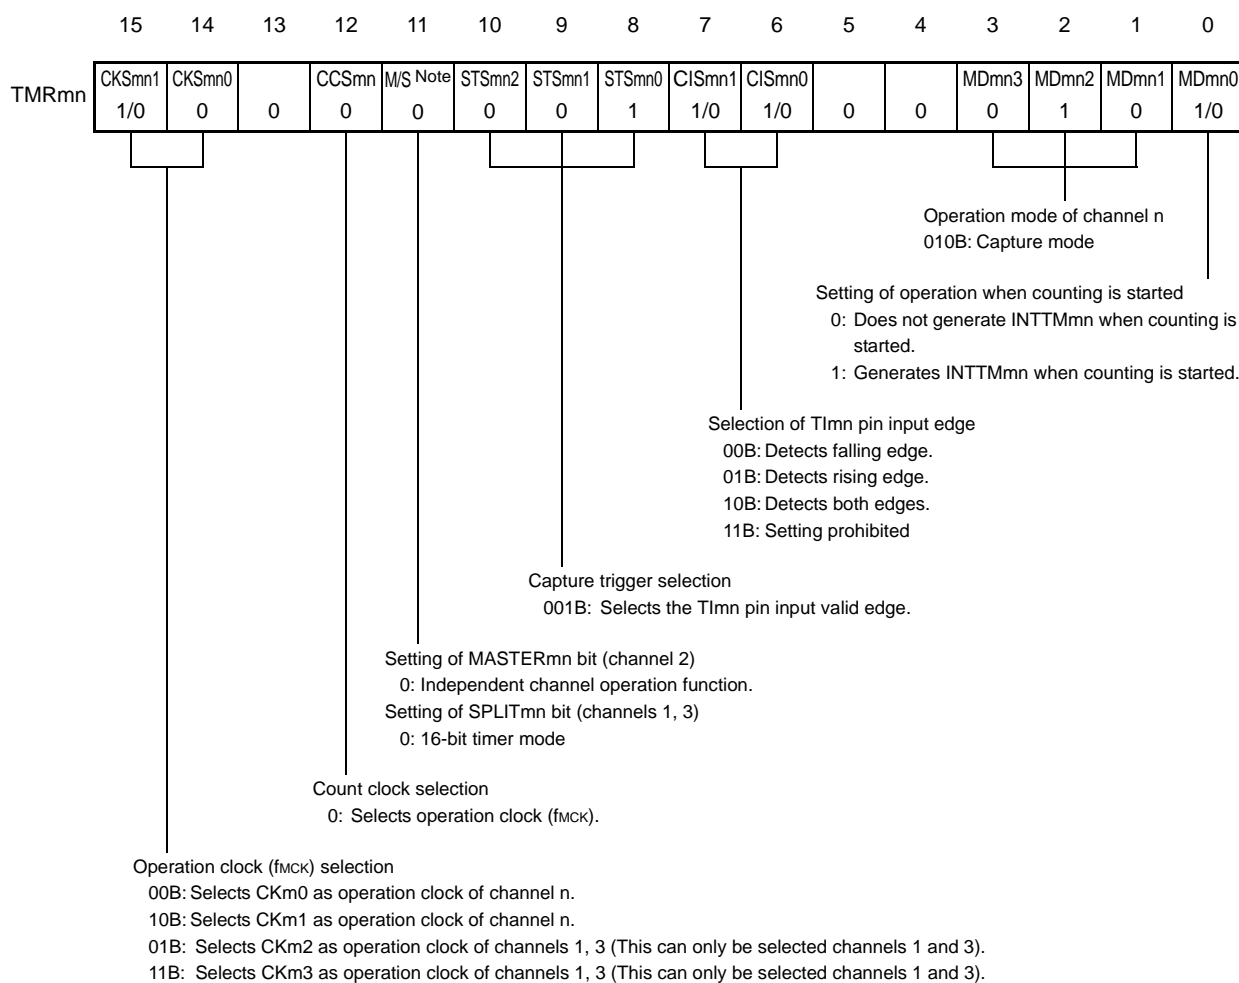 15 14 13 12 11 10 9 8 7 6 5 4 3 2 1 0
TMRmn CKSmn1 CKSmn0 CCSmn M/S Note STSmn2 STSmn1 STSmn0 CISmn1 CISmn0 MDmn3 MDmn2 MDmn1 MDmn0
1/0 0 0 0 0 0 0 1 1/0 1/0 0 0 0 1 0 1/0
Operation mode of channel n
010B: Capture mode
Setting of operation when counting is started
0: Does not generate INTTMmn when counting is
started.
1: Generates INTTMmn when counting is started.
Selection of TImn pin input edge
00B: Detects falling edge.
01B: Detects rising edge.
10B: Detects both edges.
11B: Setting prohibited
Capture trigger selection
001B: Selects the TImn pin input valid edge.
Setting of MASTERmn bit (channel 2)
0: Independent channel operation function.
Setting of SPLITmn bit (channels 1, 3)
0: 16-bit timer mode
Count clock selection
0: Selects operation clock (fMCK).
Operation clock (fMCK) selection
00B: Selects CKm0 as operation clock of channel n.
10B: Selects CKm1 as operation clock of channel n.
01B: Selects CKm2 as operation clock of channels 1, 3 (This can only be selected channels 1 and 3).
11B: Selects CKm3 as operation clock of channels 1, 3 (This can only be selected channels 1 and 3).